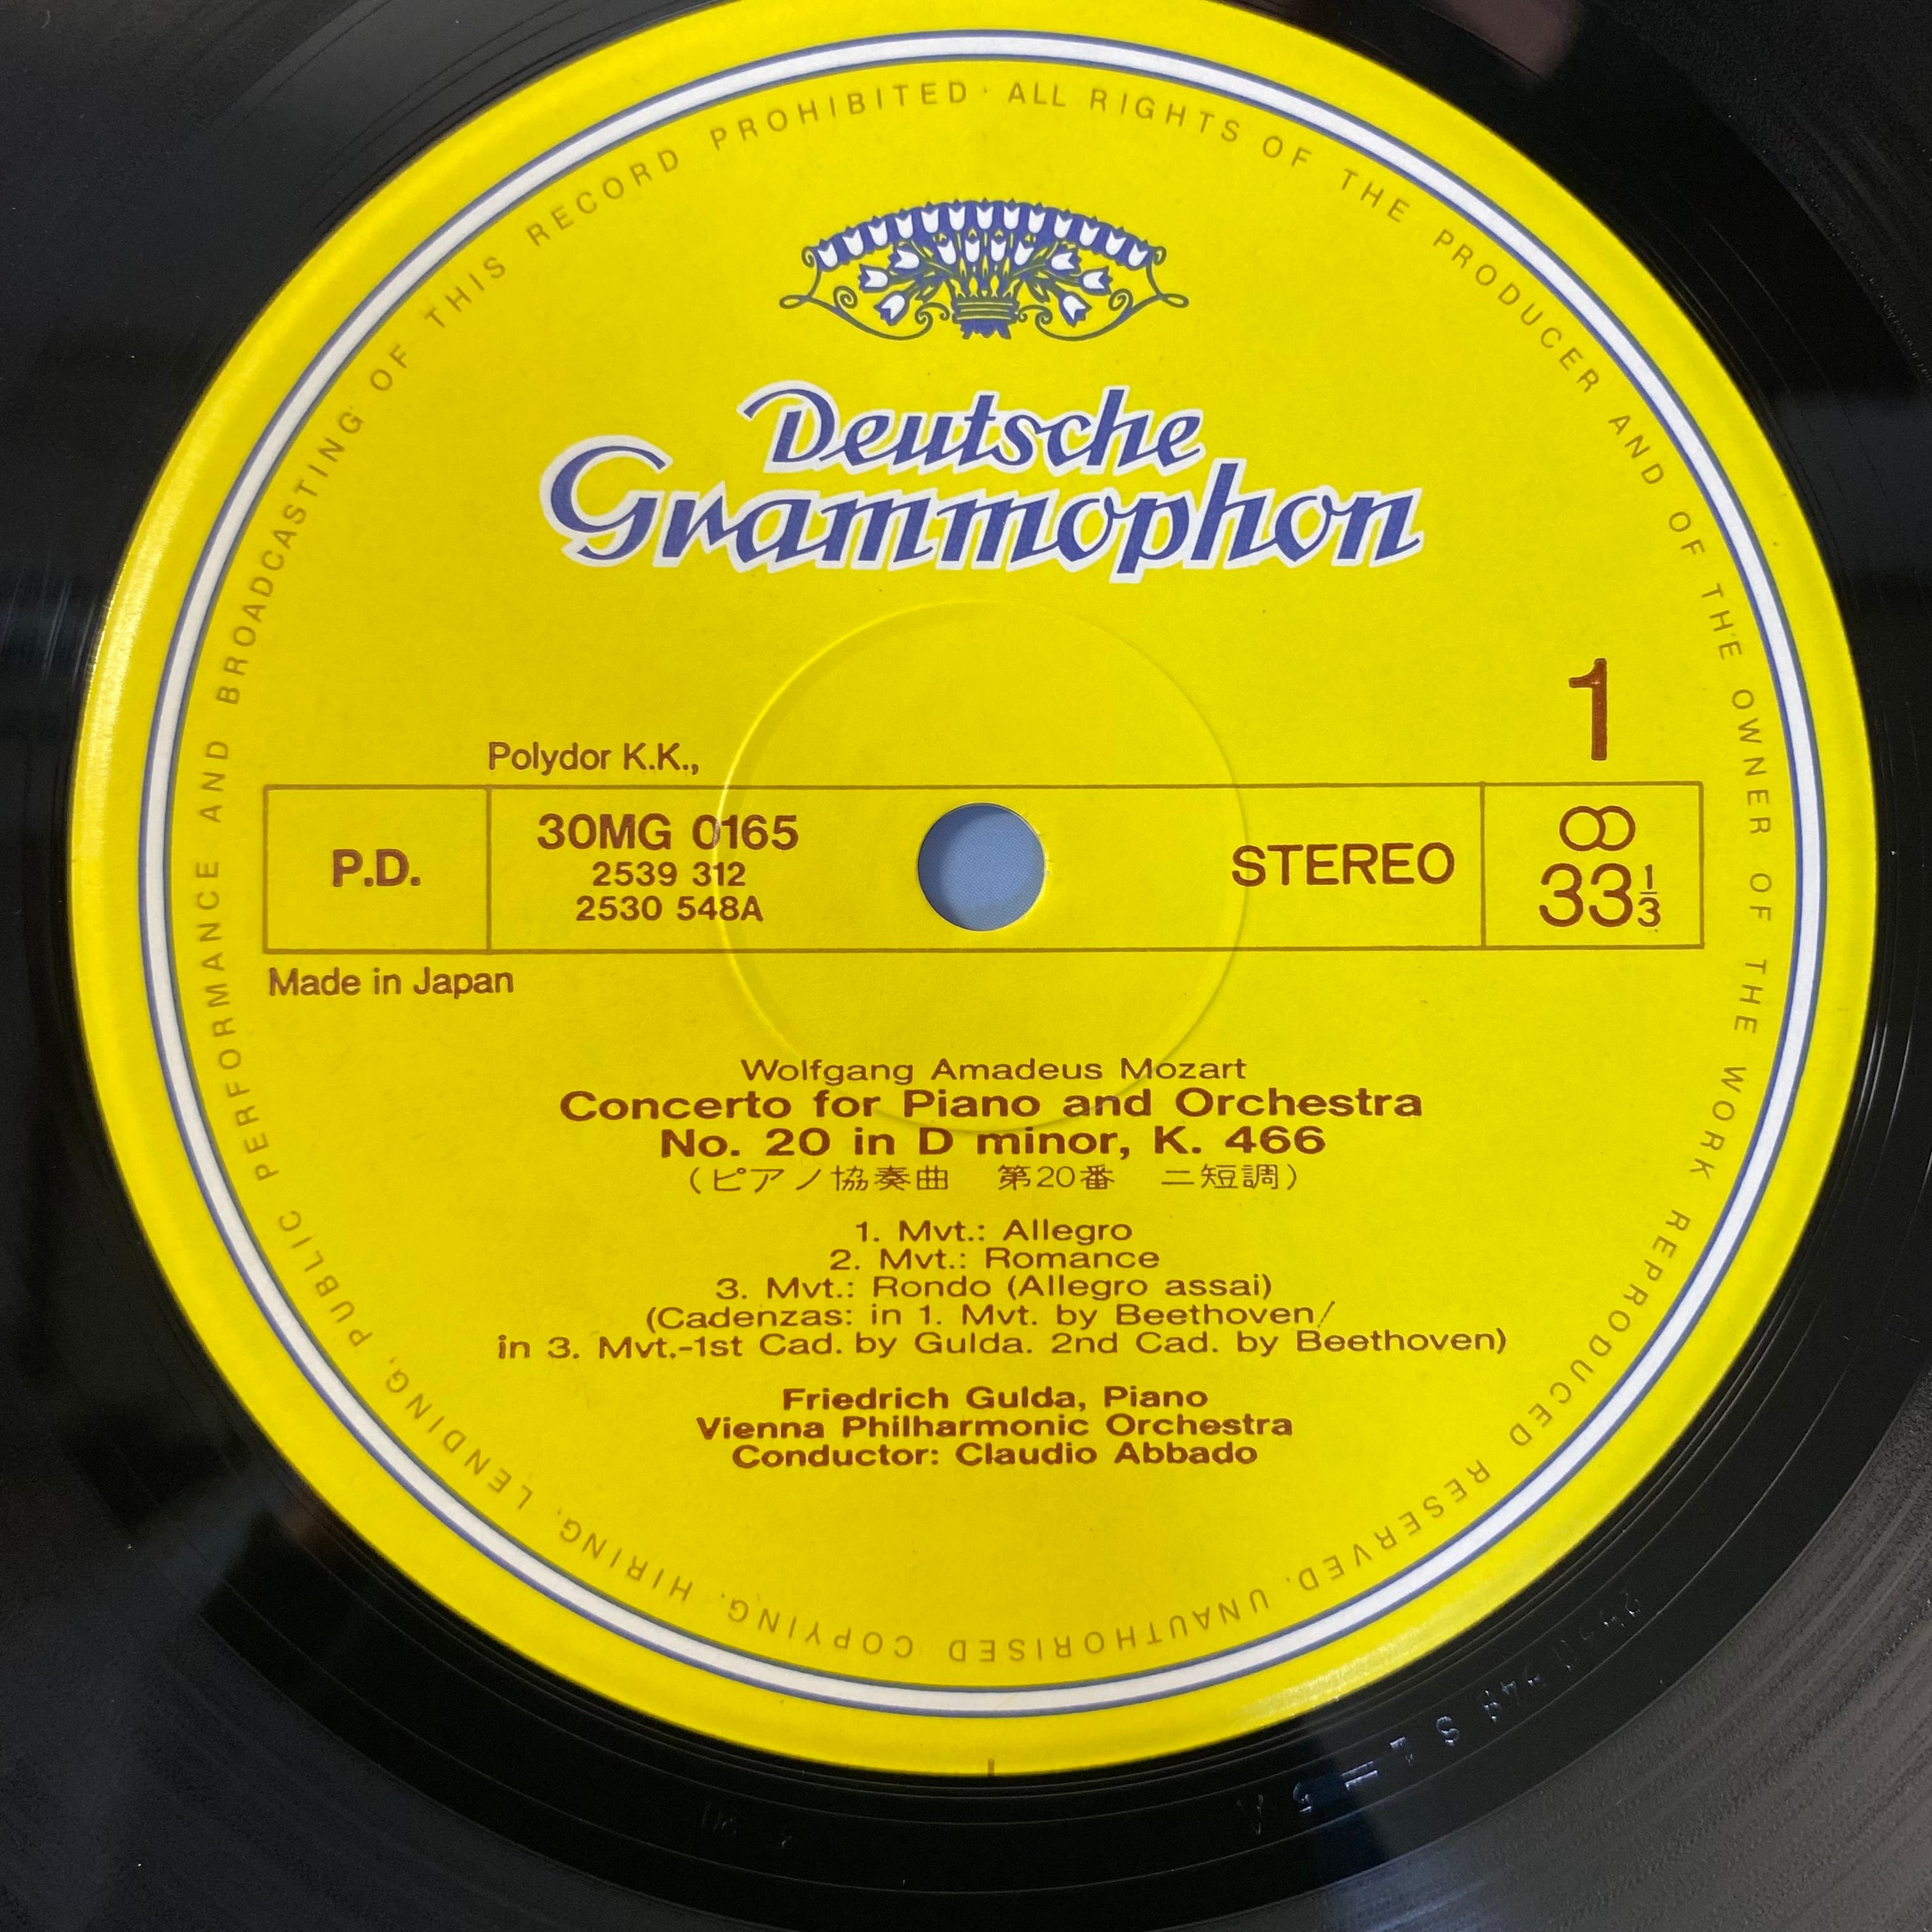 Deutsche
Grammophon
1
Polydor K.K.,
P.D.
30MG 0165
2539 312
2530 548A
STEREO
33 1/3
Made in Japan
Wolfgang Amadeus Mozart
Concerto for Piano and Orchestra
No. 20 in D minor, K. 466
(ピアノ協奏曲　第20番　ニ短調)
1. Mvt.: Allegro
2. Mvt.: Romance
3. Mvt.: Rondo (Allegro assai)
(Cadenzas: in 1. Mvt. by Beethoven/
in 3. Mvt.-1st Cad. by Gulda. 2nd Cad. by Beethoven)
Friedrich Gulda, Piano
Vienna Philharmonic Orchestra
Conductor: Claudio Abbado
ALL RIGHTS OF THE PRODUCER AND OF THE OWNER OF THE WORK REPRODUCED RESERVED. UNAUTHORISED COPYING, HIRING, LENDING, PUBLIC PERFORMANCE AND BROADCASTING OF THIS RECORD PROHIBITED ·